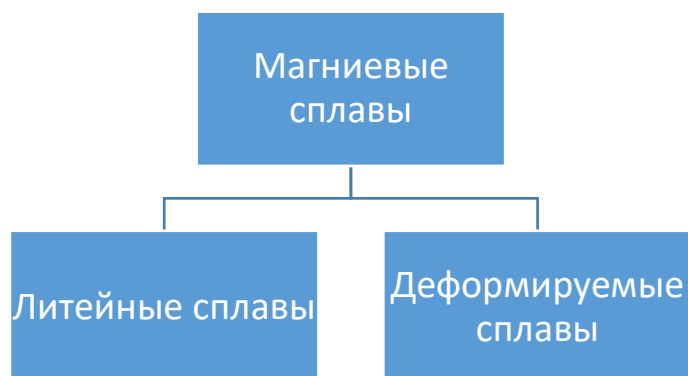 Магниевые
сплавы
Литейные сплавы
Деформируемые
сплавы